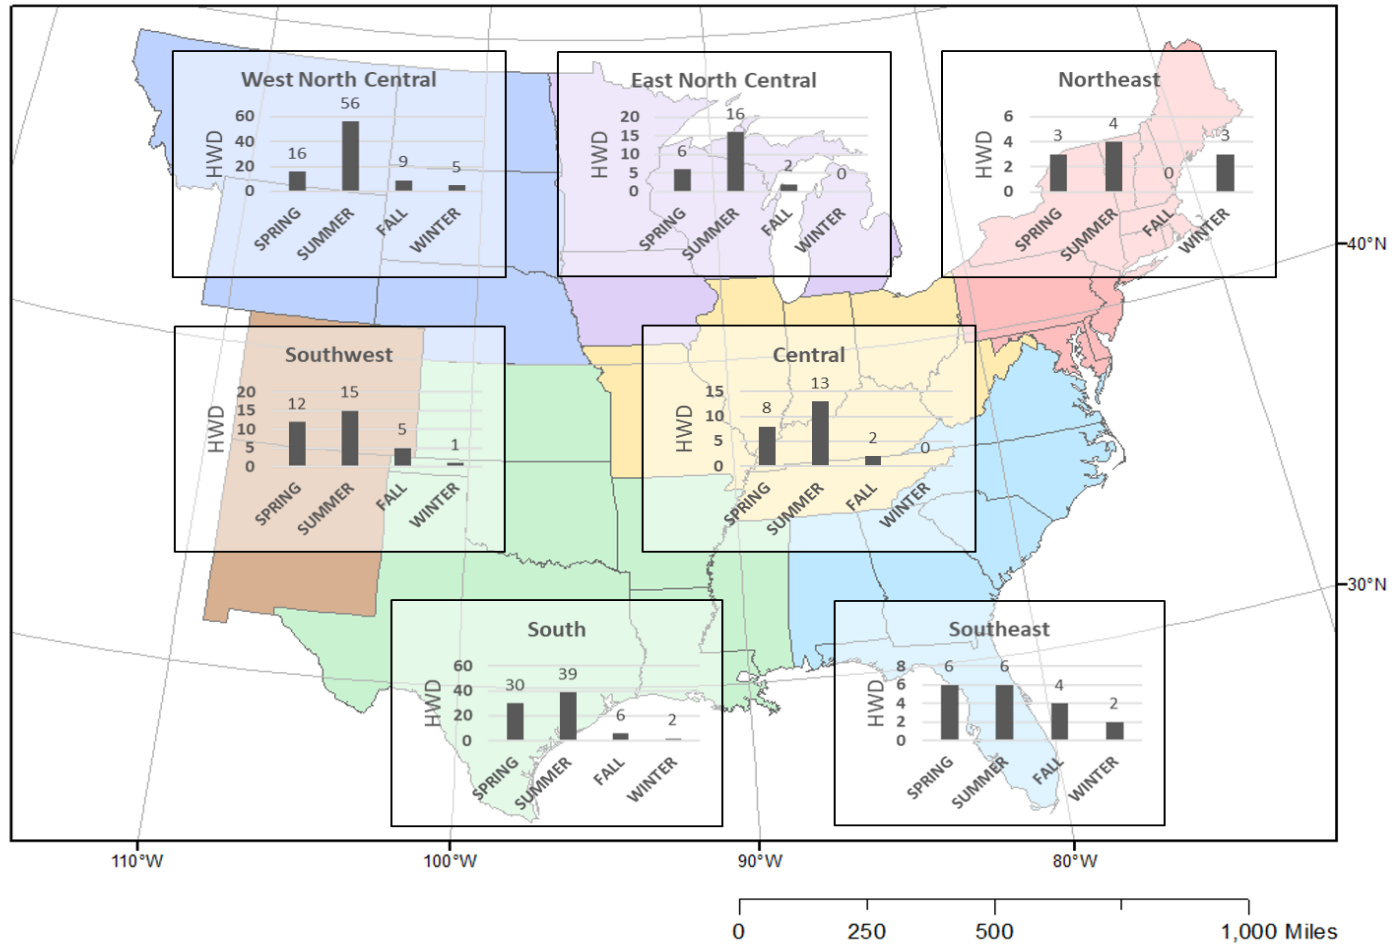 West North Central
HWD
60
40
20
0
16
56
9
5
SPRING
SUMMER
FALL
WINTER
East North Central
HWD
20
15
10
5
0
6
16
2
0
SPRING
SUMMER
FALL
WINTER
Northeast
HWD
6
4
2
0
3
4
0
3
SPRING
SUMMER
FALL
WINTER
40°N
Southwest
HWD
20
15
10
5
0
12
15
5
1
SPRING
SUMMER
FALL
WINTER
Central
HWD
15
10
5
0
8
13
2
0
SPRING
SUMMER
FALL
WINTER
30°N
South
HWD
60
40
20
0
30
39
6
2
SPRING
SUMMER
FALL
WINTER
Southeast
HWD
8
6
4
2
0
6
6
4
2
SPRING
SUMMER
FALL
WINTER
110°W
100°W
90°W
80°W
0
250
500
1,000 Miles